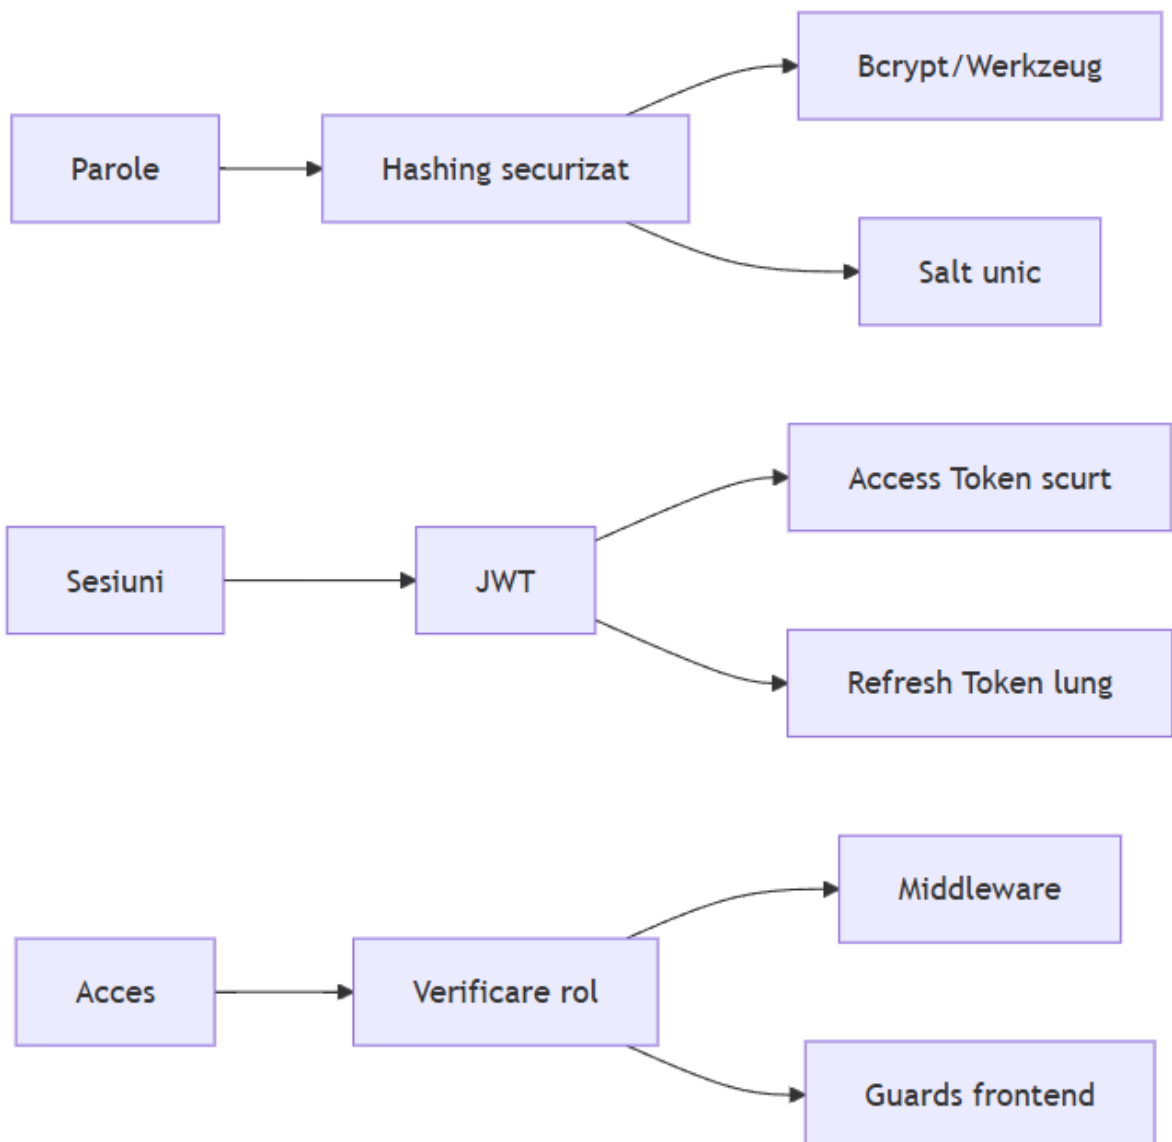 Bcrypt/Werkzeug
Parole
Hashing securizat
Salt unic
Access Token scurt
Sesiuni
JWT
Refresh Token lung
Middleware
Acces
Verificare rol
Guards frontend